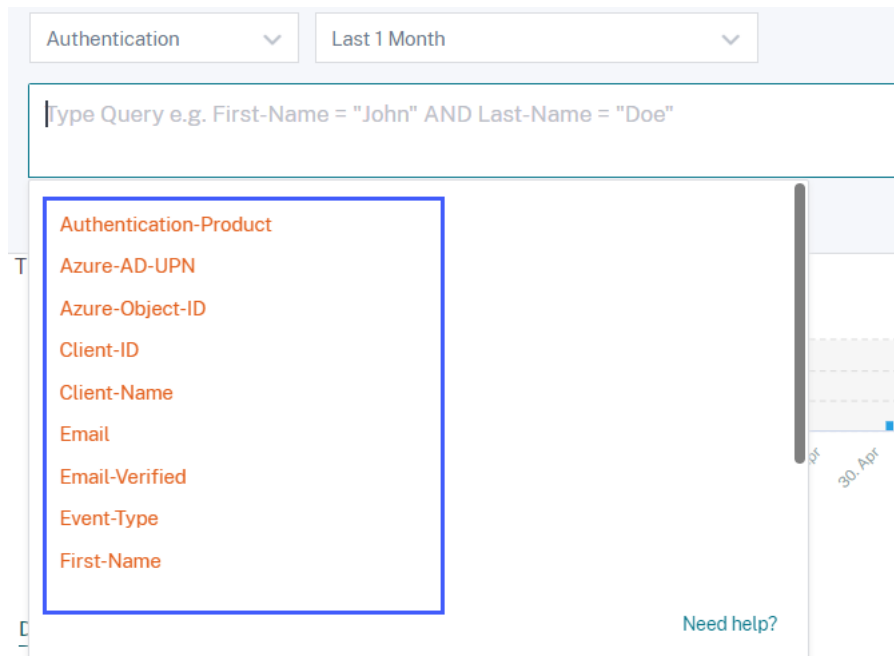 Authentication
Last 1 Month
Type Query e.g. First-Name = "John" AND Last-Name = "Doe"
Authentication-Product
Azure-AD-UPN
Azure-Object-ID
Client-ID
Client-Name
Email
Email-Verified
Event-Type
First-Name
30. Apr
Need help?